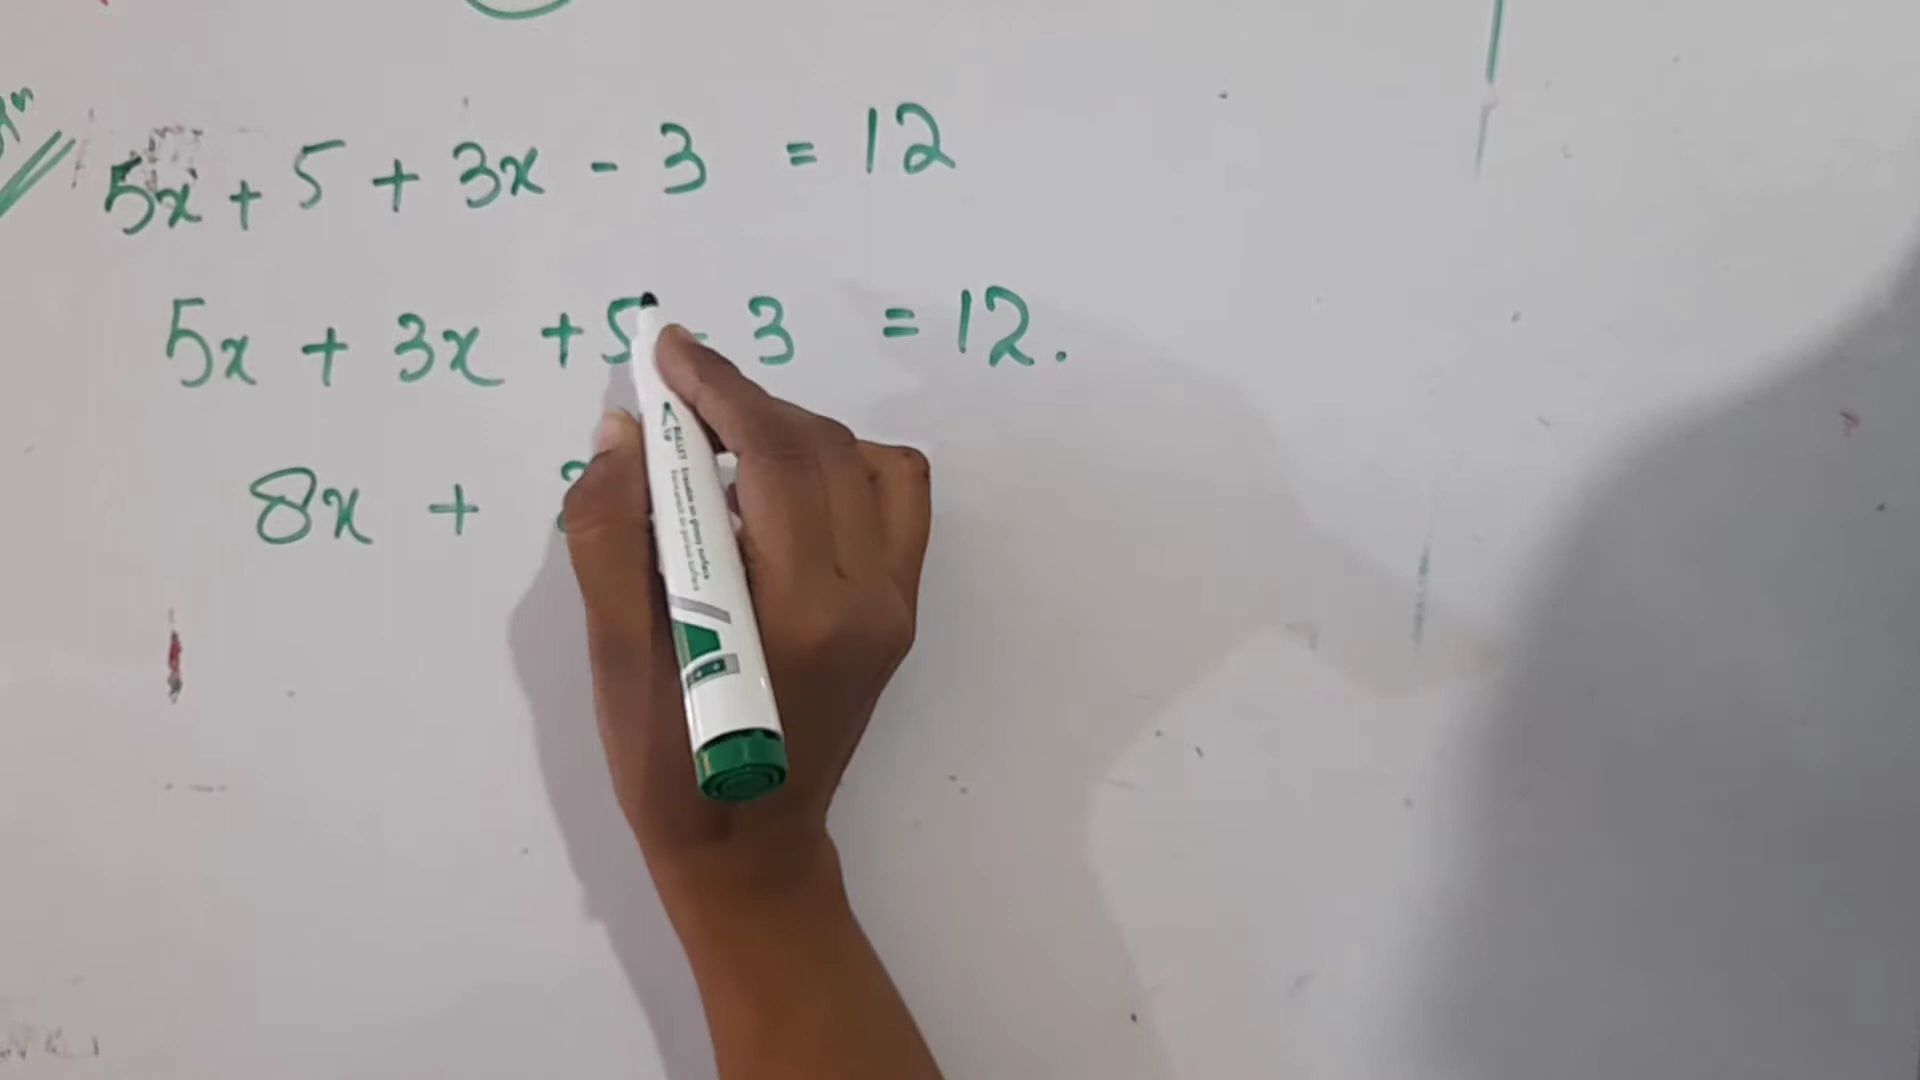 5x + 5 + 3x - 3 = 12
5x + 3x + 5 - 3 = 12.
8x +